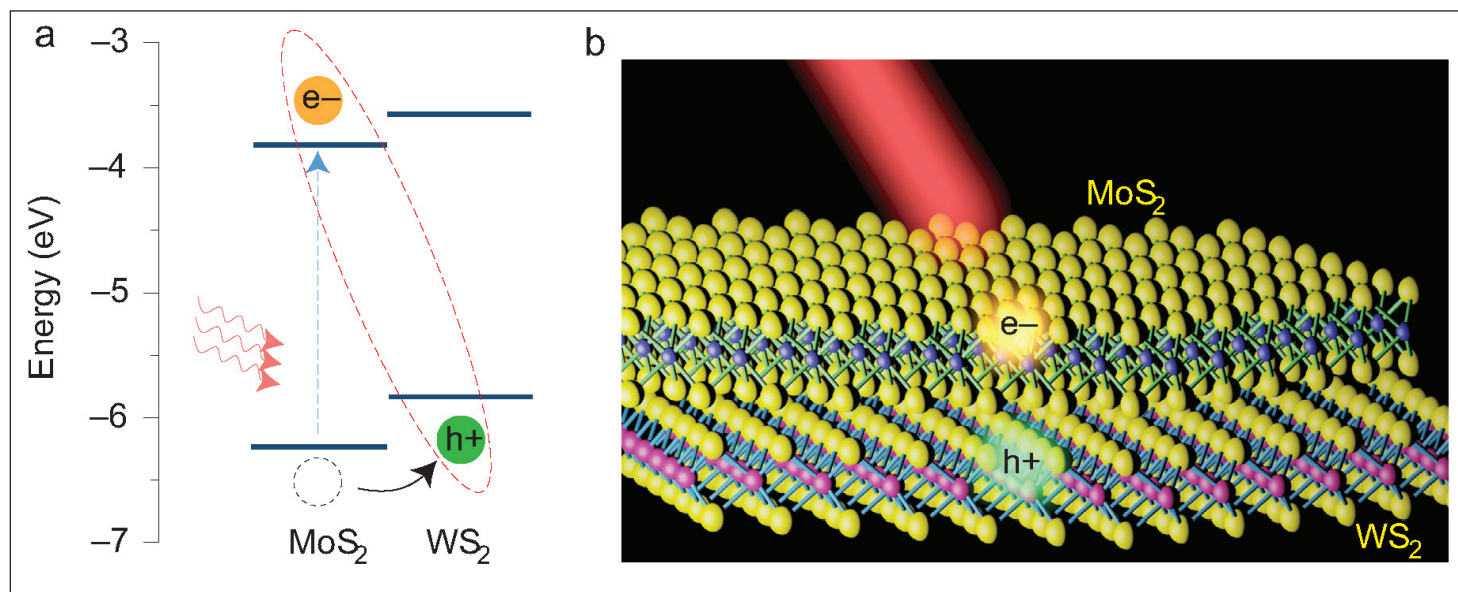 a
Energy (eV)
–3
–4
–5
–6
–7
e–
h+
MoS₂
WS₂
b
MoS₂
e–
h+
WS₂